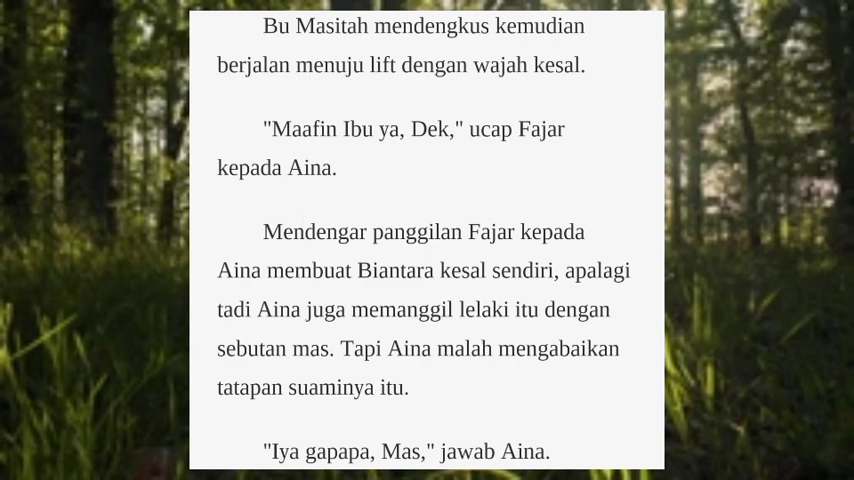 Bu Masitah mendengkus kemudian
berjalan menuju lift dengan wajah kesal.
"Maafin Ibu ya, Dek," ucap Fajar
kepada Aina.
Mendengar panggilan Fajar kepada
Aina membuat Biantara kesal sendiri, apalagi
tadi Aina juga memanggil lelaki itu dengan
sebutan mas. Tapi Aina malah mengabaikan
tatapan suaminya itu.
"Iya gapapa, Mas," jawab Aina.